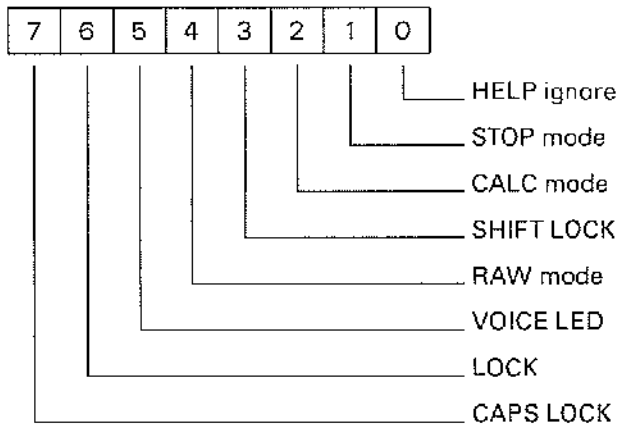 7 6 5 4 3 2 1 0
HELP ignore
STOP mode
CALC mode
SHIFT LOCK
RAW mode
VOICE LED
LOCK
CAPS LOCK